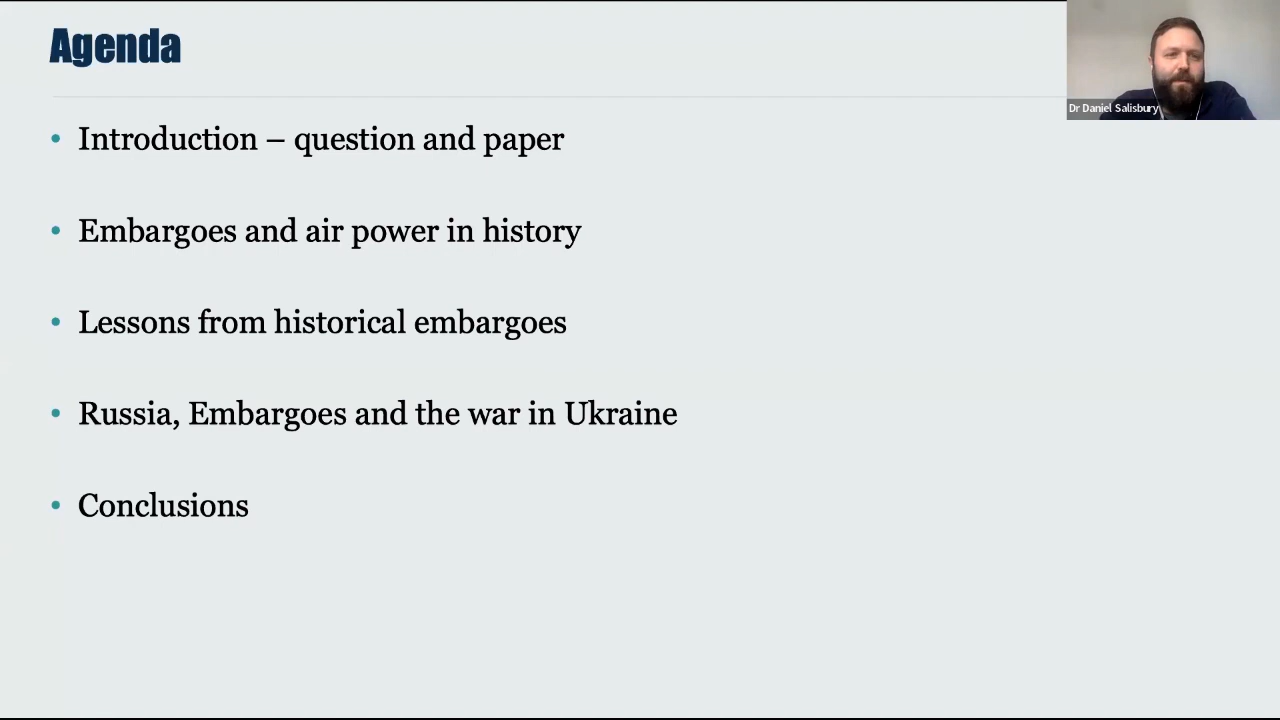 Agenda
Dr Daniel Salisbury
• Introduction – question and paper
• Embargoes and air power in history
• Lessons from historical embargoes
• Russia, Embargoes and the war in Ukraine
• Conclusions